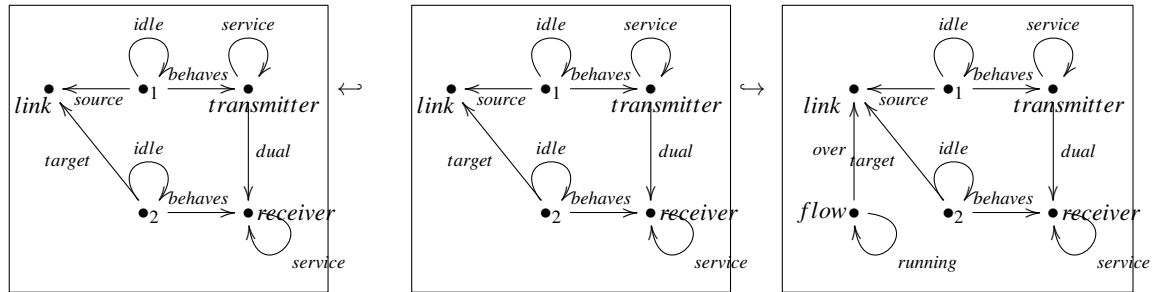 idle service
1 behaves
link source transmitter
idle
target dual
behaves
2 receiver
service
↩
idle service
1 behaves
link source transmitter
idle
target dual
behaves
2 receiver
service
↪
idle service
1 behaves
link source transmitter
idle
over target dual
behaves
flow 2 receiver
running service